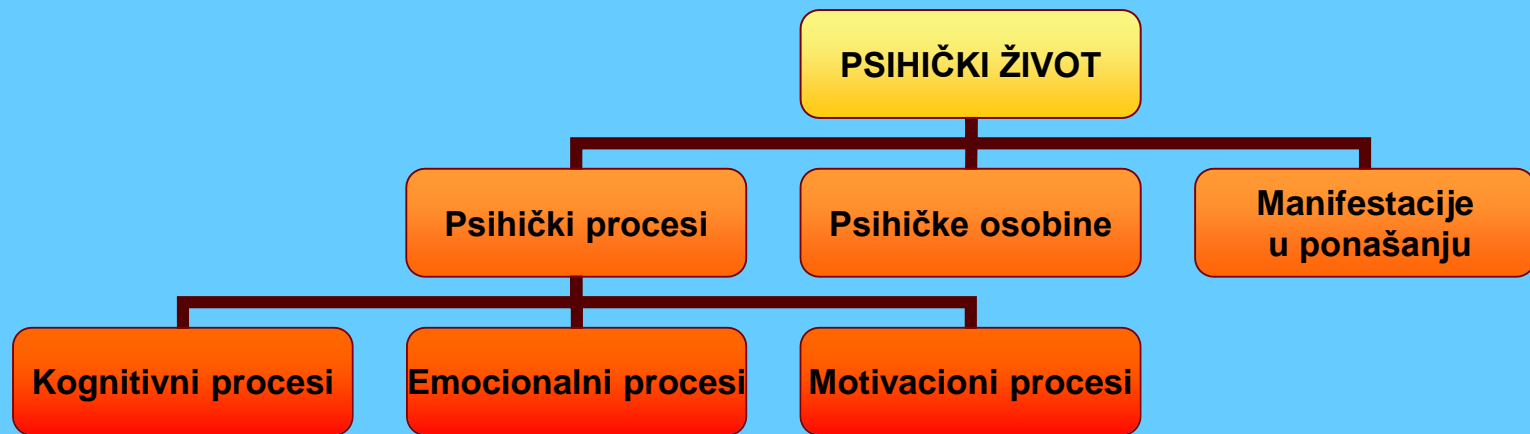 PSIHIČKI ŽIVOT
Psihički procesi
Psihičke osobine
Manifestacije
u ponašanju
Kognitivni procesi
Emocionalni procesi
Motivacioni procesi